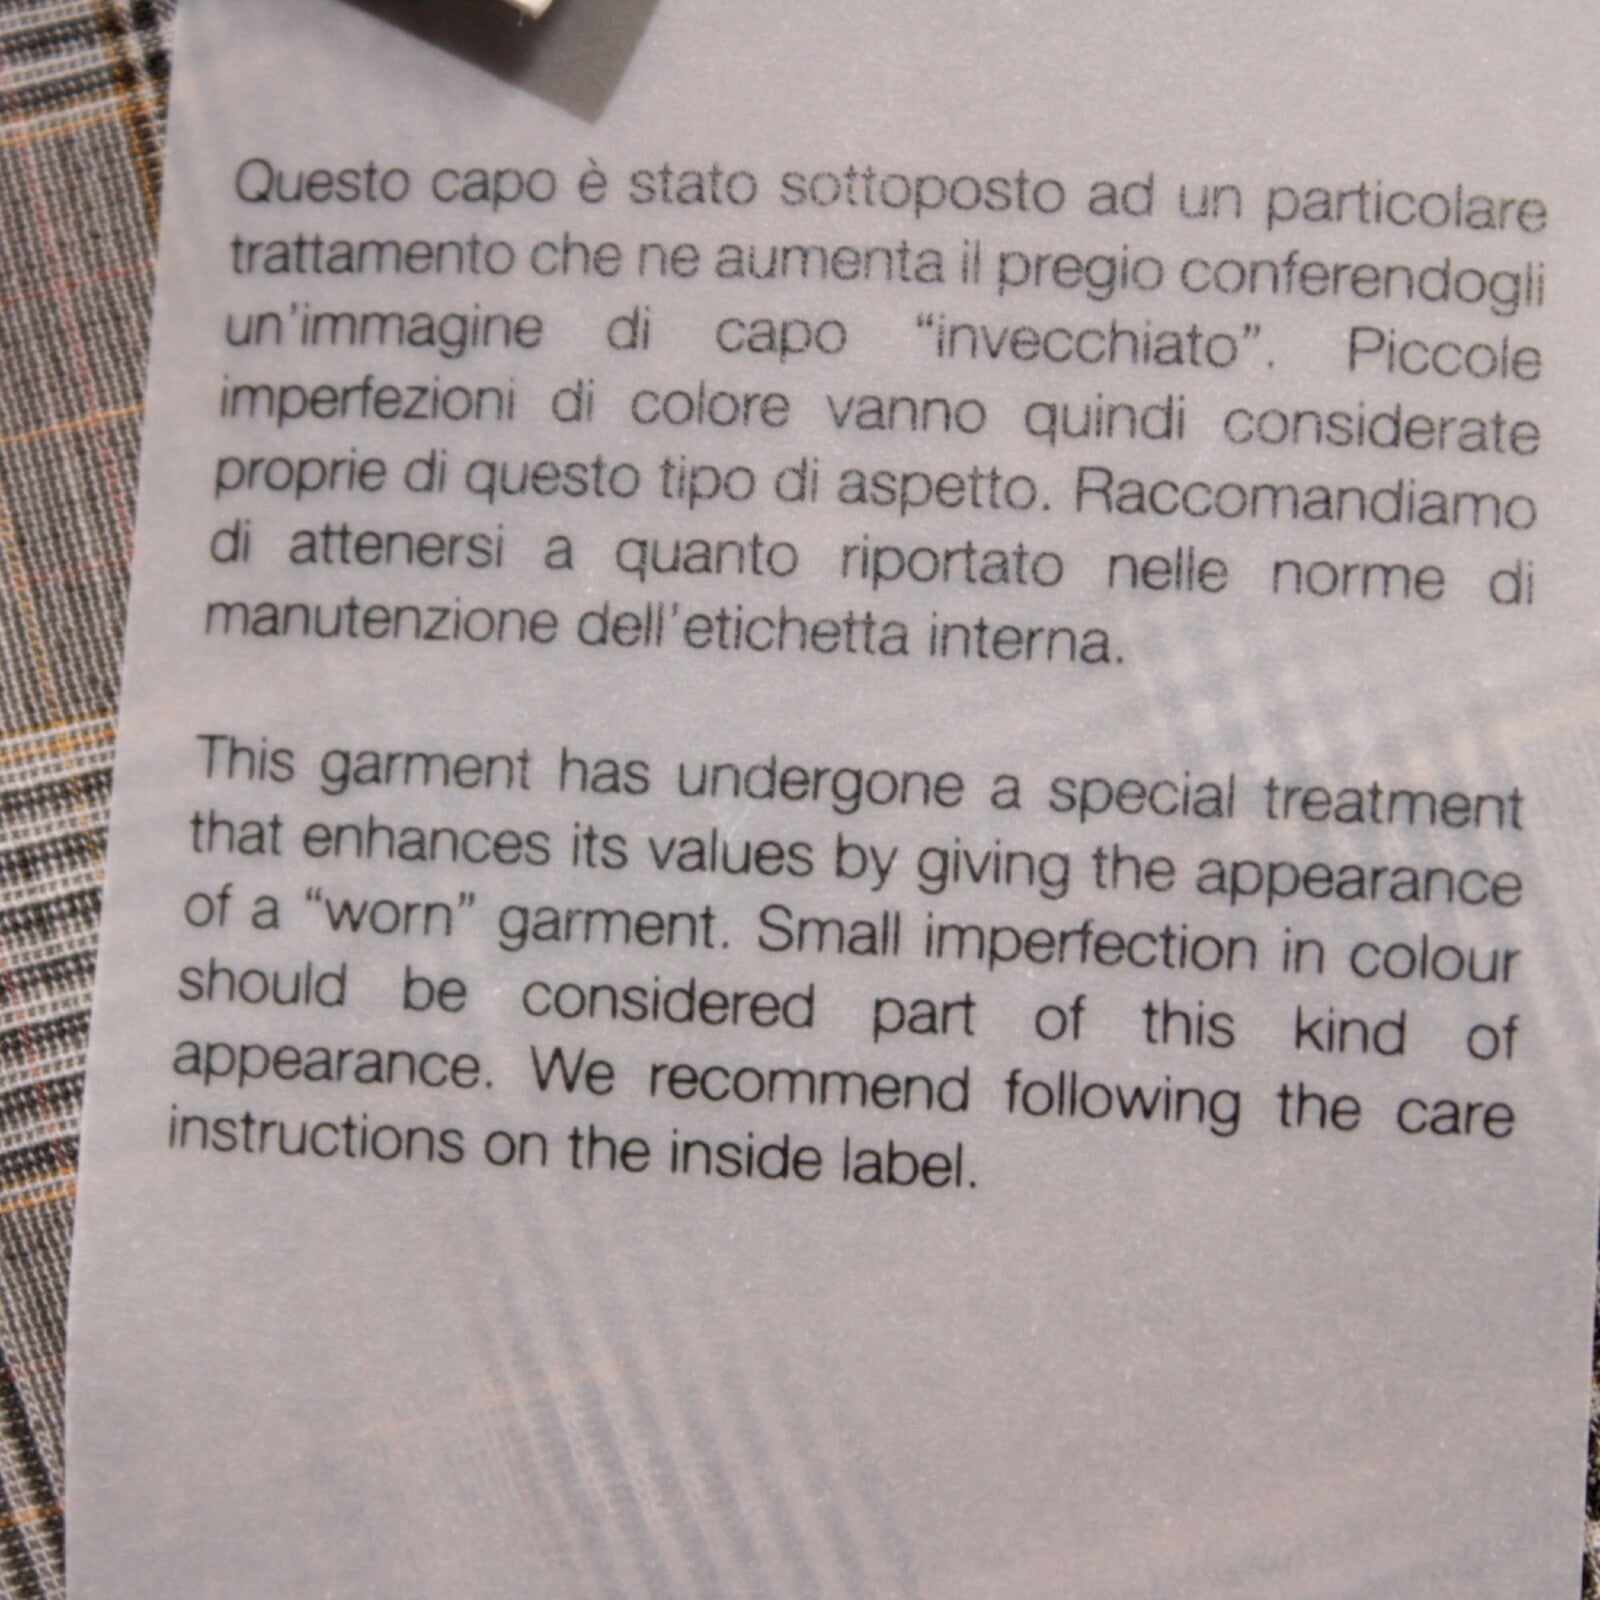 Questo capo è stato sottoposto ad un particolare
trattamento che ne aumenta il pregio conferendogli
un'immagine di capo “invecchiato”. Piccole
imperfezioni di colore vanno quindi considerate
proprie di questo tipo di aspetto. Raccomandiamo
di attenersi a quanto riportato nelle norme di
manutenzione dell'etichetta interna.
This garment has undergone a special treatment
that enhances its values by giving the appearance
of a “worn” garment. Small imperfection in colour
should be considered part of this kind of
appearance. We recommend following the care
instructions on the inside label.